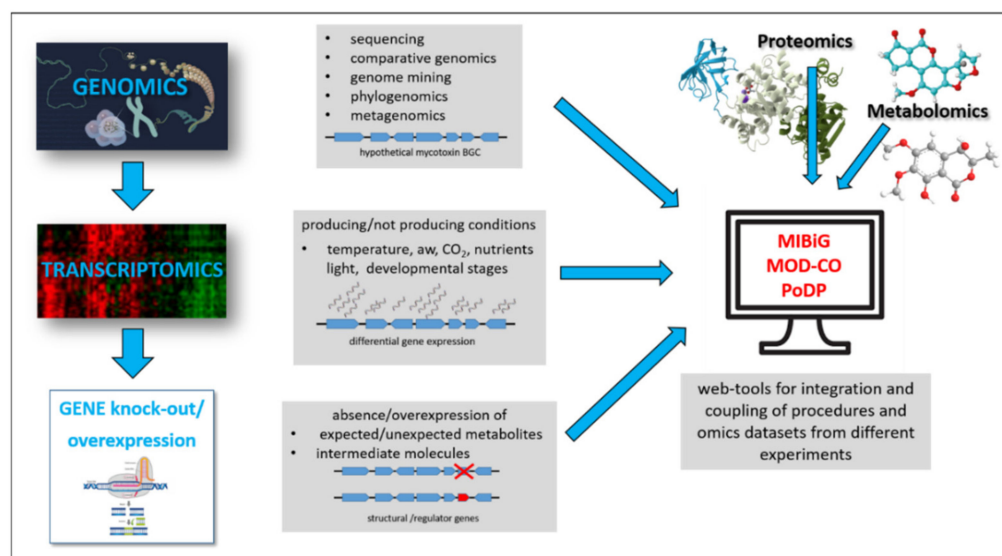 GENOMICS
• sequencing
• comparative genomics
• genome mining
• phylogenomics
• metagenomics
hypothetical mycotoxin BGC
Proteomics
Metabolomics
TRANSCRIPTOMICS
producing/not producing conditions
• temperature, aw, CO₂, nutrients
light, developmental stages
differential gene expression
MIBiG
MOD-CO
PoDP
GENE knock-out/
overexpression
absence/overexpression of
• expected/unexpected metabolites
• intermediate molecules
structural /regulator genes
web-tools for integration and
coupling of procedures and
omics datasets from different
experiments